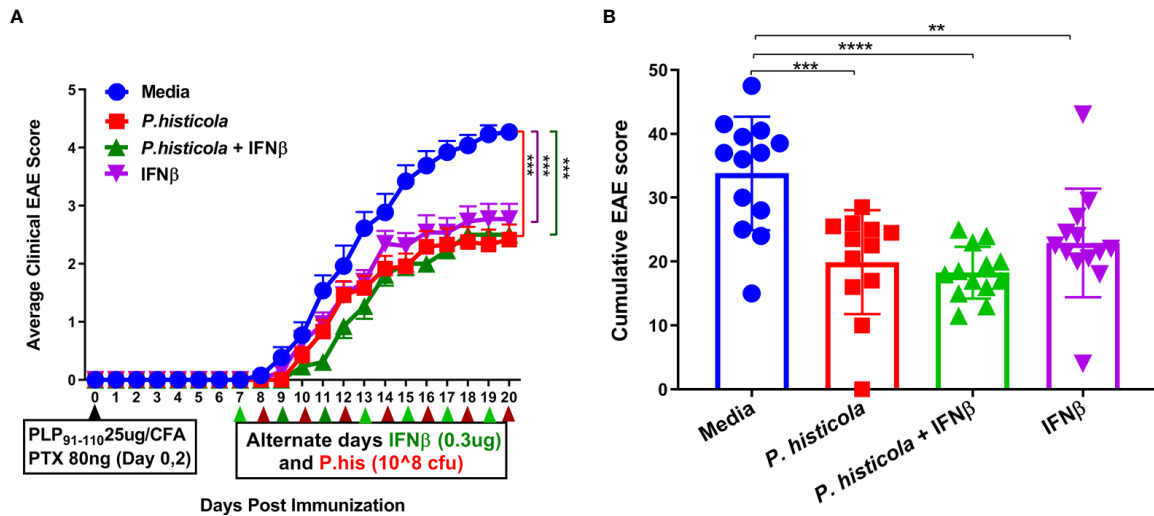 A
Average Clinical EAE Score
5
4
3
2
1
0
Media
P.histicola
P.histicola + IFNβ
IFNβ
***
***
***
0 1 2 3 4 5 6 7 8 9 10 11 12 13 14 15 16 17 18 19 20
PLP91-110 25ug/CFA
PTX 80ng (Day 0,2)
Alternate days IFNβ (0.3ug)
and P.his (10^8 cfu)
Days Post Immunization
B
Cumulative EAE score
**
****
***
50
40
30
20
10
0
Media
P. histicola
P. histicola + IFNβ
IFNβ